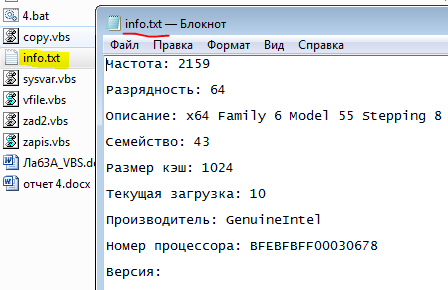 4.bat
copy.vbs
info.txt
sysvar.vbs
vfile.vbs
zad2.vbs
zapis.vbs
Ла63А_VBS.do
отчет 4.docx
info.txt — Блокнот
Файл Правка Формат Вид Справка
Частота: 2159
Разрядность: 64
Описание: x64 Family 6 Model 55 Stepping 8
Семейство: 43
Размер кэш: 1024
Текущая загрузка: 10
Производитель: GenuineIntel
Номер процессора: BFEBFBFF00030678
Версия: